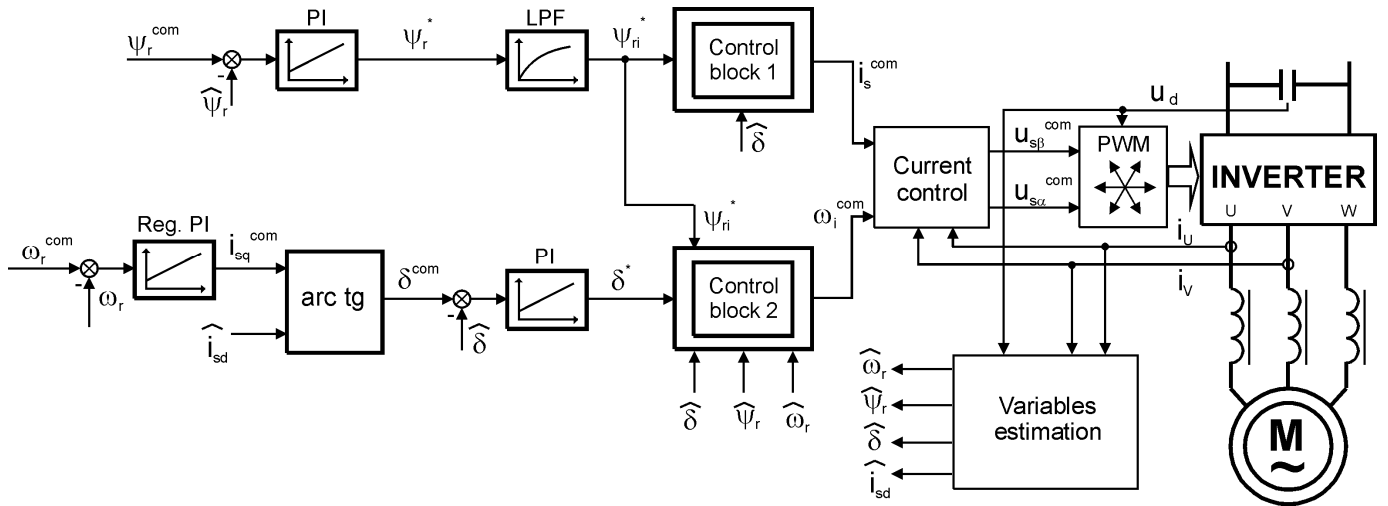 PI
LPF
ψr^com
ψr*
ψri*
Control
block 1
is^com
-
ψ̂r
δ̂
ud
PWM
usβ^com
usα^com
Current
control
INVERTER
U V W
ωi^com
ψri*
iU
iV
Reg. PI
ωr^com
isq^com
-
ωr
arc tg
δ^com
PI
δ*
Control
block 2
-
δ̂
îsd
δ̂ ψ̂r ω̂r
Variables
estimation
ω̂r
ψ̂r
δ̂
îsd
M
~